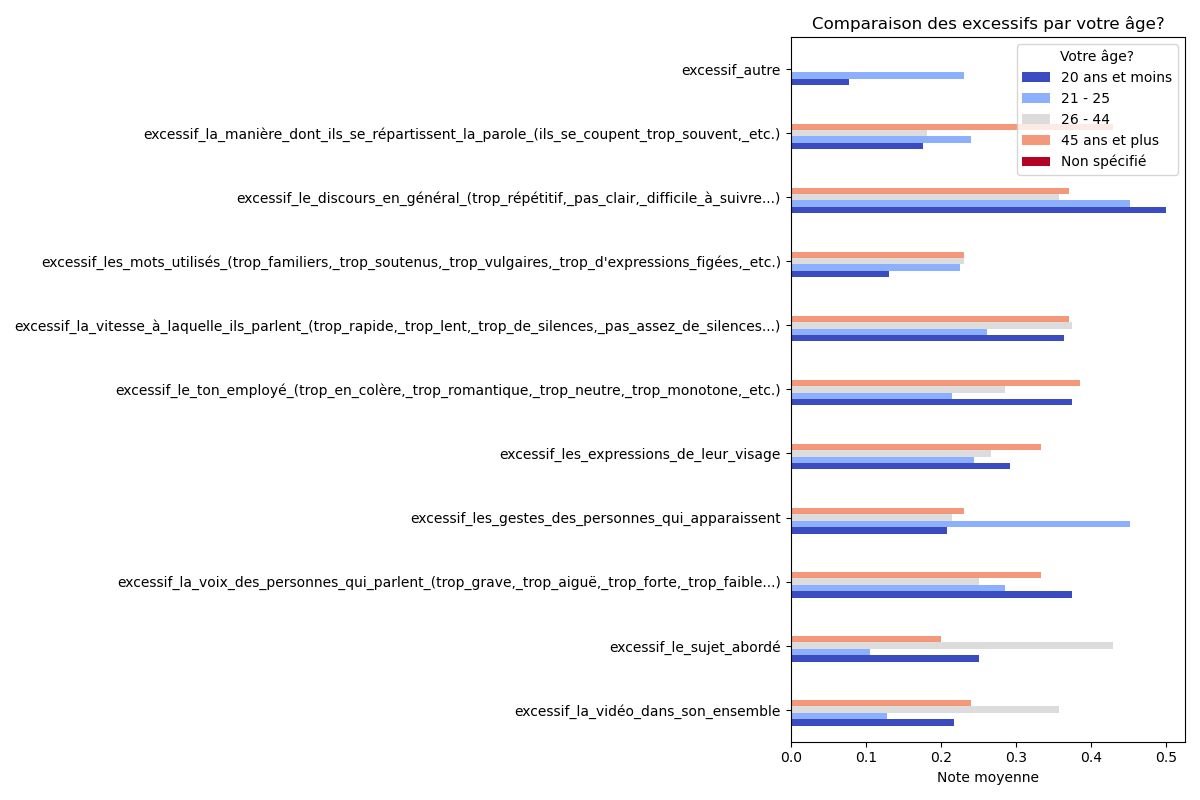 Comparaison des excessifs par votre âge?
Votre âge?
20 ans et moins
21 - 25
26 - 44
45 ans et plus
Non spécifié
excessif_autre
excessif_la_manière_dont_ils_se_répartissent_la_parole_(ils_se_coupent_trop_souvent,_etc.)
excessif_le_discours_en_général_(trop_répétitif,_pas_clair,_difficile_à_suivre...)
excessif_les_mots_utilisés_(trop_familiers,_trop_soutenus,_trop_vulgaires,_trop_d'expressions_figées,_etc.)
excessif_la_vitesse_à_laquelle_ils_parlent_(trop_rapide,_trop_lent,_trop_de_silences,_pas_assez_de_silences...)
excessif_le_ton_employé_(trop_en_colère,_trop_romantique,_trop_neutre,_trop_monotone,_etc.)
excessif_les_expressions_de_leur_visage
excessif_les_gestes_des_personnes_qui_apparaissent
excessif_la_voix_des_personnes_qui_parlent_(trop_grave,_trop_aiguë,_trop_forte,_trop_faible...)
excessif_le_sujet_abordé
excessif_la_vidéo_dans_son_ensemble
0.0 0.1 0.2 0.3 0.4 0.5
Note moyenne